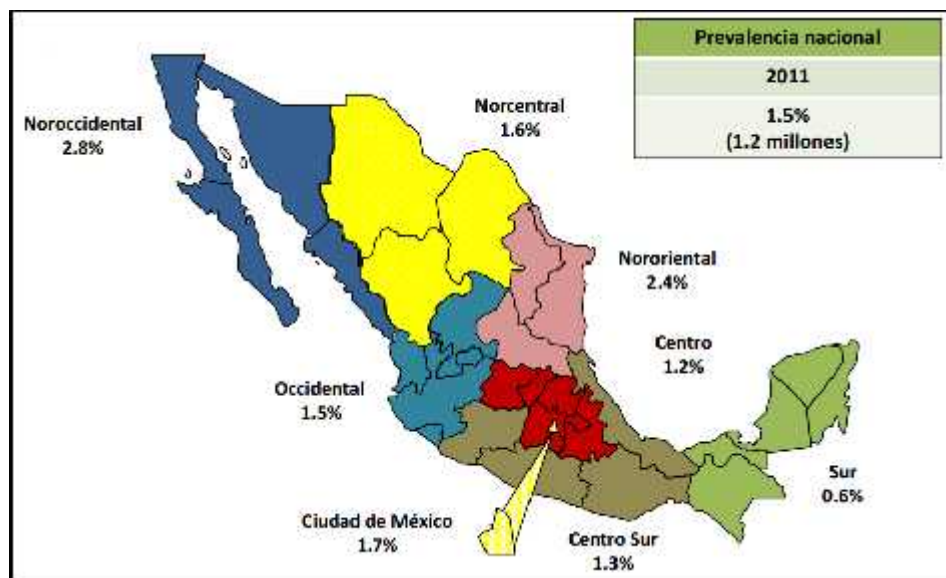 Prevalencia nacional
2011
1.5%
(1.2 millones)
Noroccidental
2.8%
Norcentral
1.6%
Nororiental
2.4%
Centro
1.2%
Occidental
1.5%
Sur
0.6%
Ciudad de México
1.7%
Centro Sur
1.3%